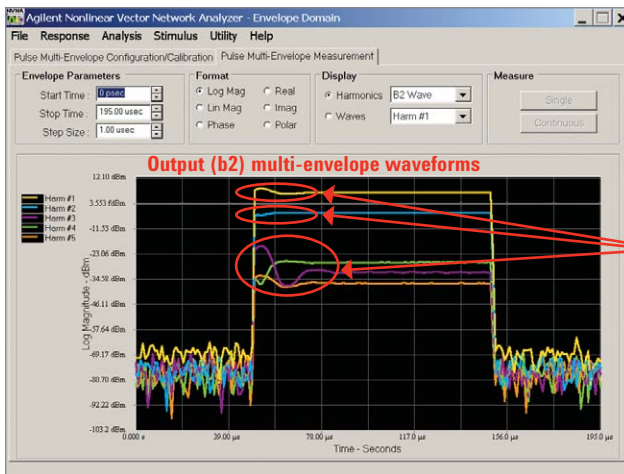 NVNA
Agilent Nonlinear Vector Network Analyzer - Envelope Domain
File Response Analysis Stimulus Utility Help
Pulse Multi-Envelope Configuration/Calibration Pulse Multi-Envelope Measurement
Envelope Parameters
Start Time : 0 psec
Stop Time : 195.00 usec
Step Size : 1.00 usec
Format
Log Mag Real
Lin Mag Imag
Phase Polar
Display
Harmonics B2 Wave
Waves Harm #1
Measure
Single
Continuous
Output (b2) multi-envelope waveforms
Harm #1
Harm #2
Harm #3
Harm #4
Harm #5
Log Magnitude - dBm
12.10 dBm
3.553 dBm
-11.53 dBm
-23.06 dBm
-34.58 dBm
-46.11 dBm
-57.64 dBm
-69.17 dBm
-80.70 dBm
-92.22 dBm
-103.2 dBm
0.000 s 39.00 µs 78.00 µs 117.0 µs 156.0 µs 195.0 µs
Time - Seconds